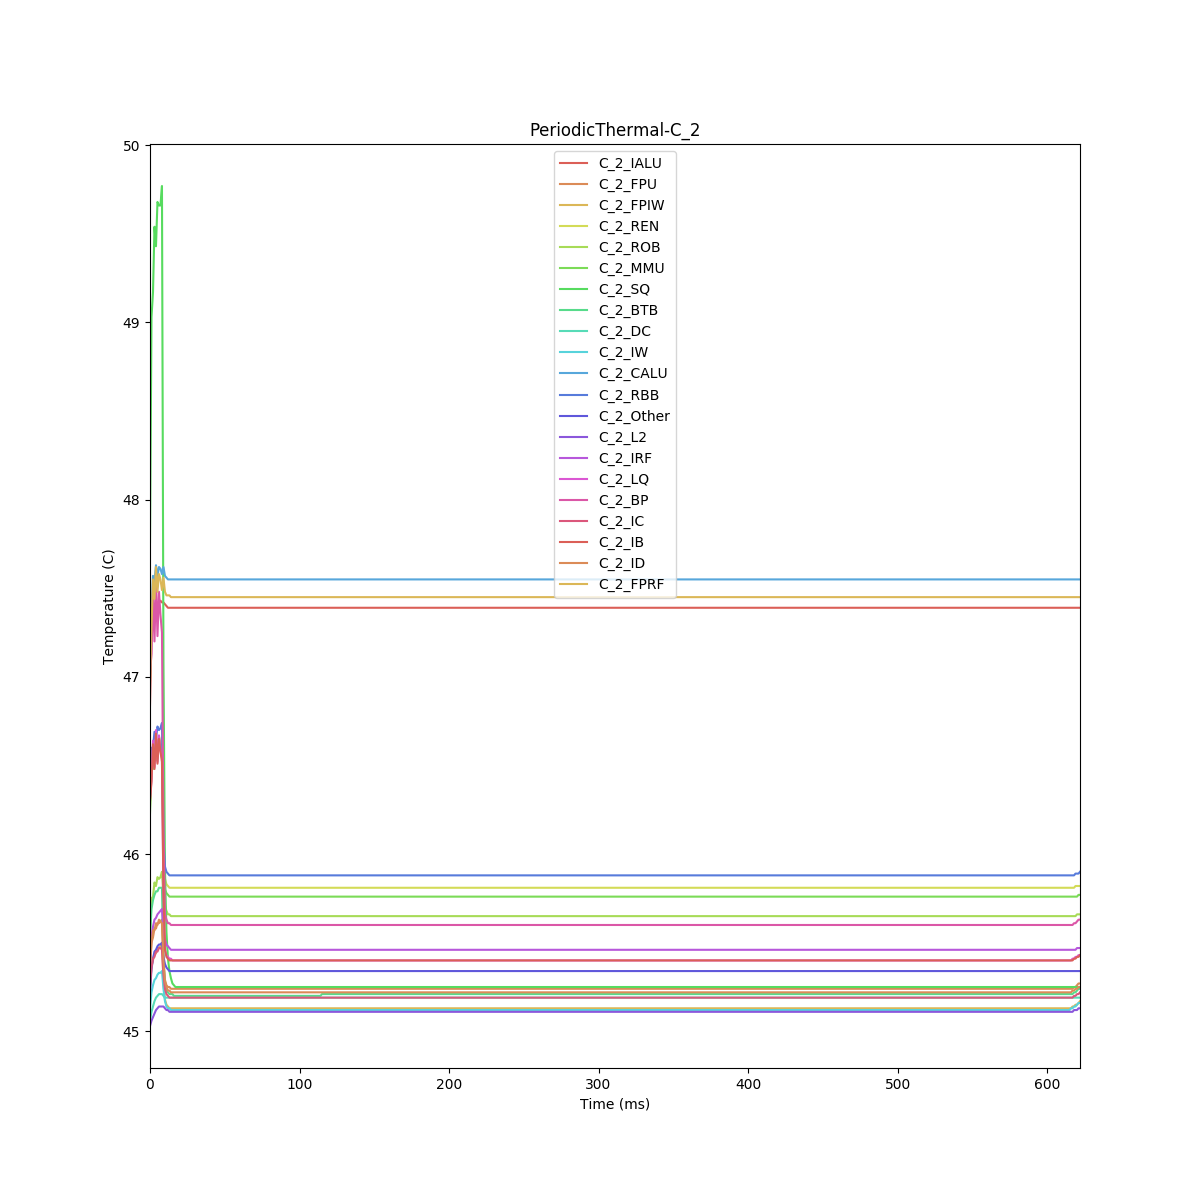 PeriodicThermal-C_2
50
49
48
47
46
45
Temperature (C)
C_2_IALU
C_2_FPU
C_2_FPIW
C_2_REN
C_2_ROB
C_2_MMU
C_2_SQ
C_2_BTB
C_2_DC
C_2_IW
C_2_CALU
C_2_RBB
C_2_Other
C_2_L2
C_2_IRF
C_2_LQ
C_2_BP
C_2_IC
C_2_IB
C_2_ID
C_2_FPRF
0 100 200 300 400 500 600
Time (ms)